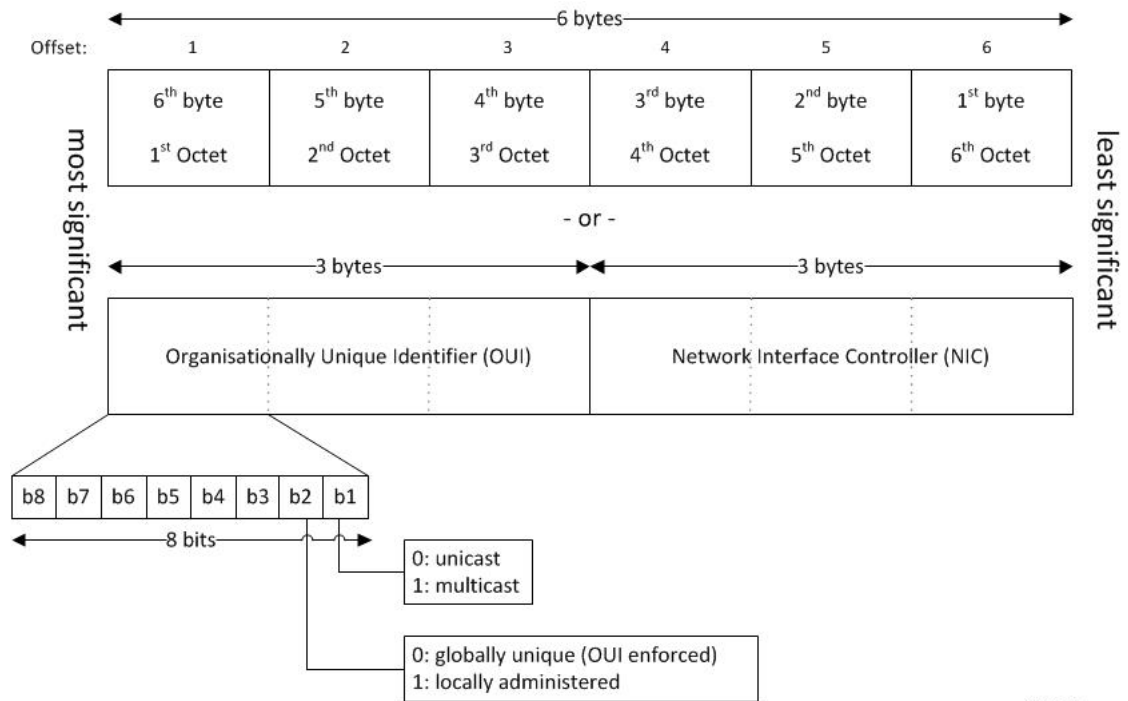 6 bytes
Offset: 1 2 3 4 5 6
6th byte 5th byte 4th byte 3rd byte 2nd byte 1st byte
1st Octet 2nd Octet 3rd Octet 4th Octet 5th Octet 6th Octet
most significant
least significant
- or -
3 bytes 3 bytes
Organisationally Unique Identifier (OUI) Network Interface Controller (NIC)
b8 b7 b6 b5 b4 b3 b2 b1
8 bits
0: unicast
1: multicast
0: globally unique (OUI enforced)
1: locally administered